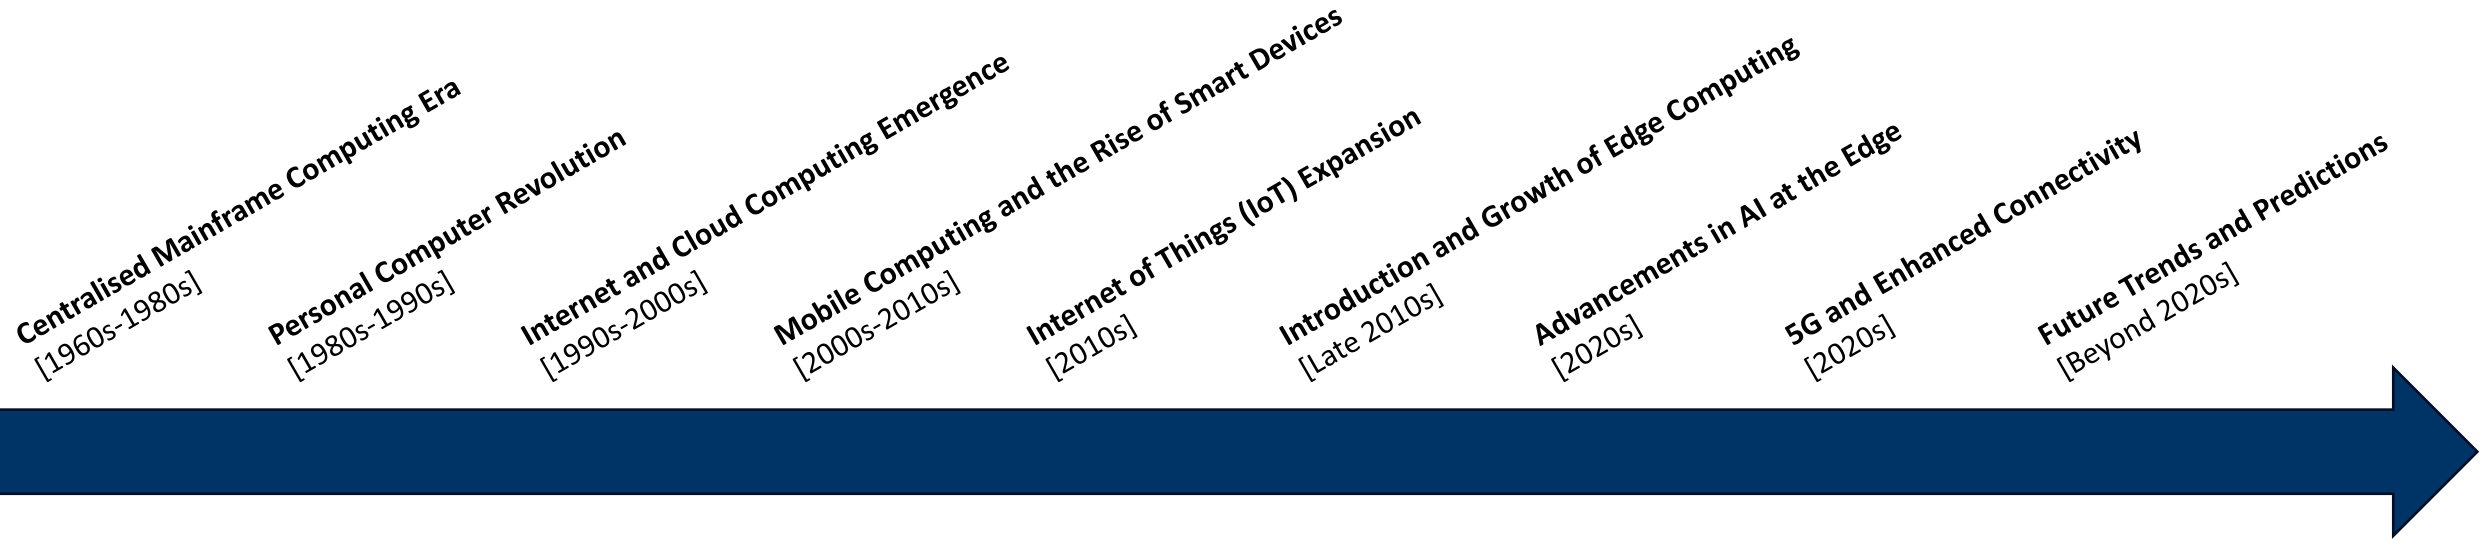 Centralised Mainframe Computing Era
[1960s-1980s]
Personal Computer Revolution
[1980s-1990s]
Internet and Cloud Computing Emergence
[1990s-2000s]
Mobile Computing and the Rise of Smart Devices
[2000s-2010s]
Internet of Things (IoT) Expansion
[2010s]
Introduction and Growth of Edge Computing
[Late 2010s]
Advancements in AI at the Edge
[2020s]
5G and Enhanced Connectivity
[2020s]
Future Trends and Predictions
[Beyond 2020s]